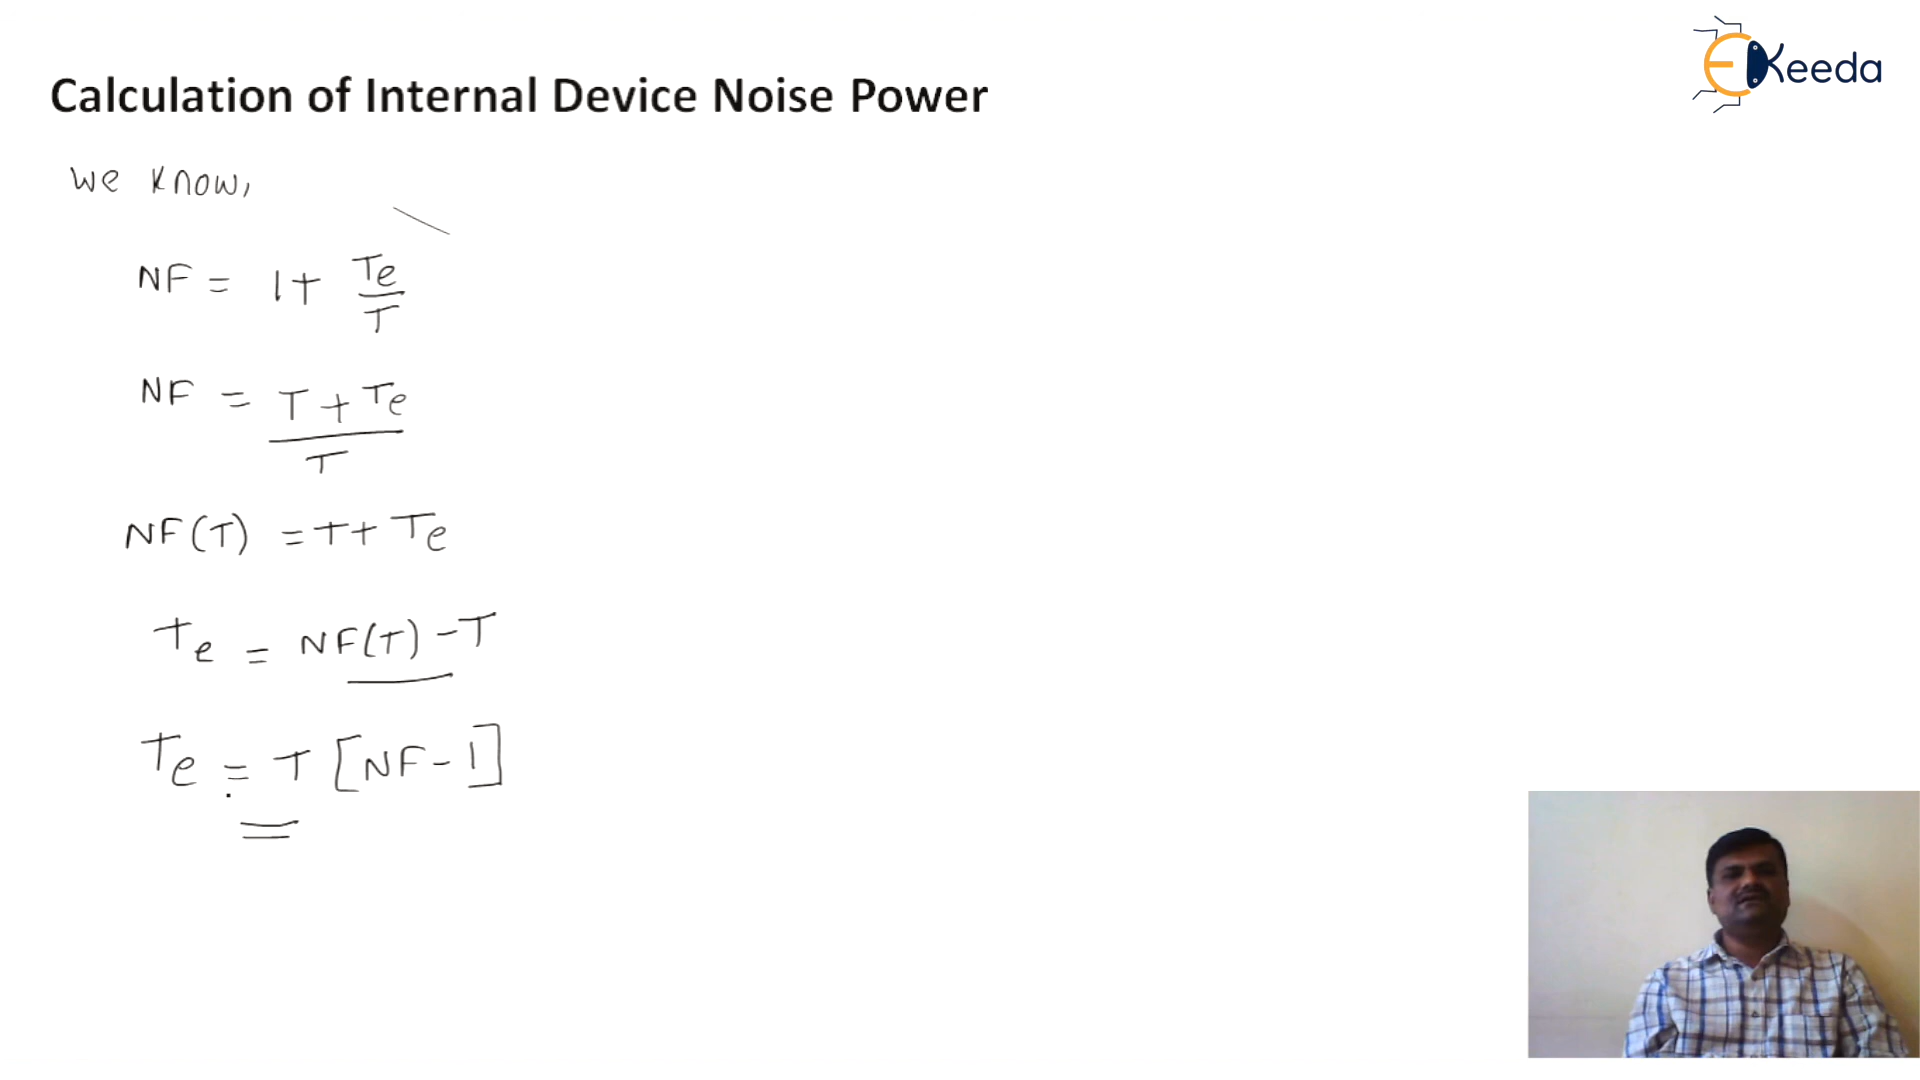 EKeeda
Calculation of Internal Device Noise Power
We know,
NF = 1 + Te/T
NF = T + Te / T
NF(T) = T + Te
Te = NF(T) - T
Te = T [NF - 1]